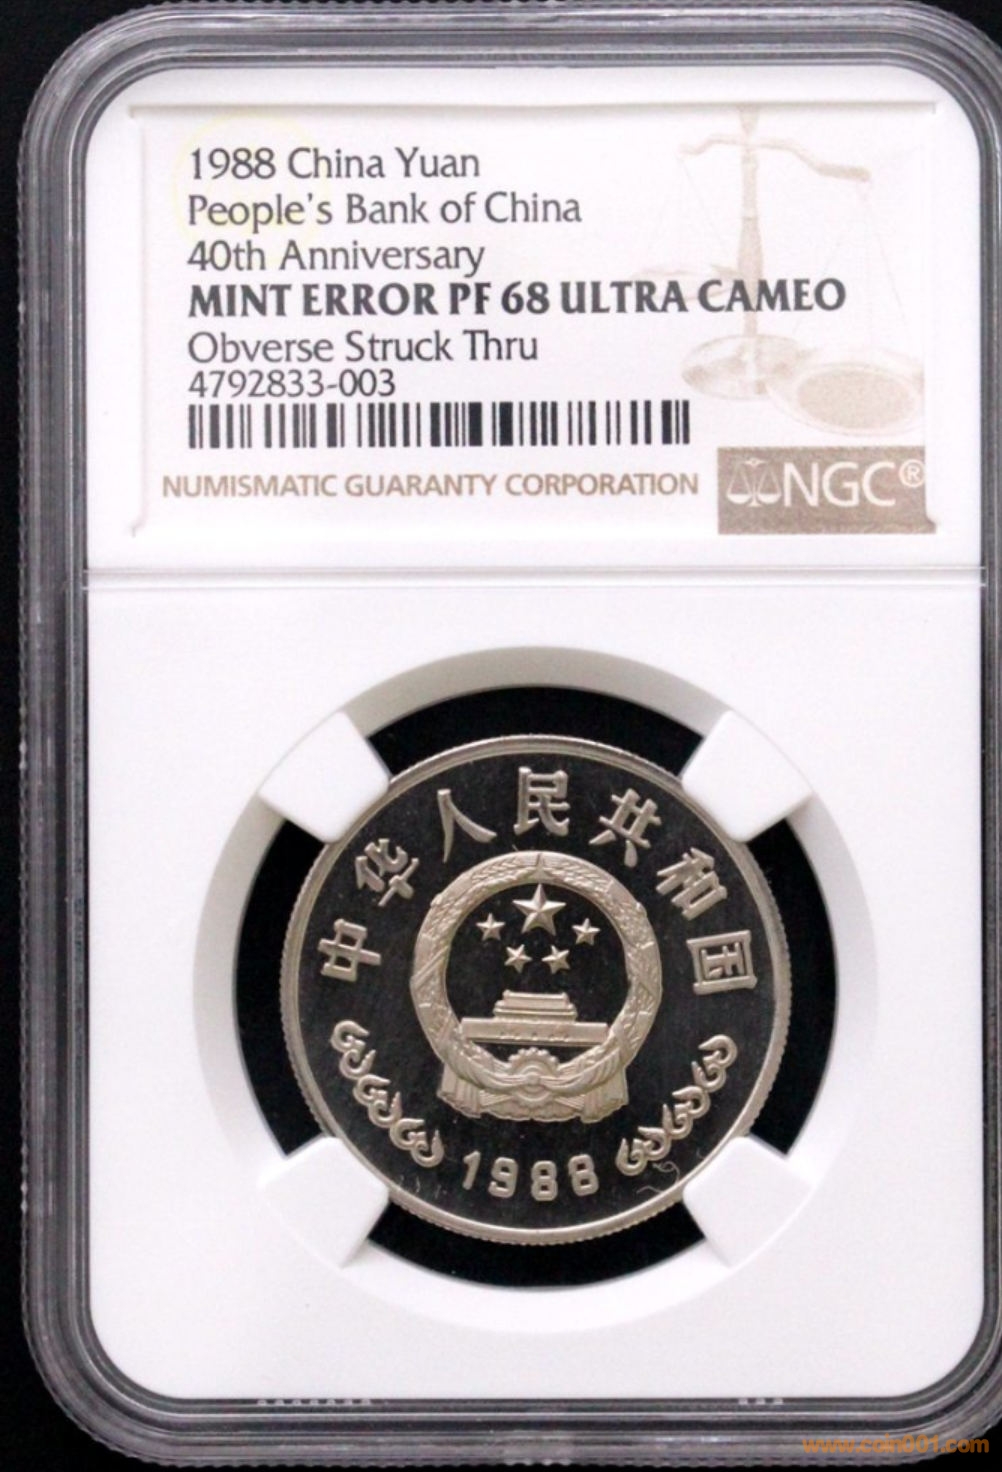 1988 China Yuan
People's Bank of China
40th Anniversary
MINT ERROR PF 68 ULTRA CAMEO
Obverse Struck Thru
4792833-003
NUMISMATIC GUARANTY CORPORATION
NGC®
中华人民共和国
1988
www.coin001.com